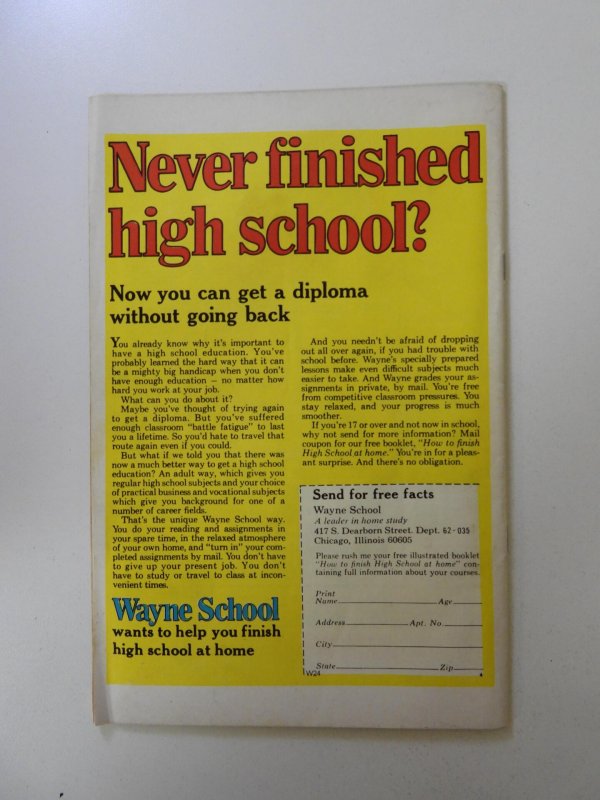 Never finished
high school?
Now you can get a diploma
without going back
You already know why it's important to
have a high school education. You've
probably learned the hard way that it can
be a mighty big handicap when you don't
have enough education – no matter how
hard you work at your job.
What can you do about it?
Maybe you've thought of trying again
to get a diploma. But you've suffered
enough classroom "battle fatigue" to last
you a lifetime. So you'd hate to travel that
route again even if you could.
But what if we told you that there was
now a much better way to get a high school
education? An adult way, which gives you
regular high school subjects and your choice
of practical business and vocational subjects
which give you background for one of a
number of career fields.
That's the unique Wayne School way.
You do your reading and assignments in
your spare time, in the relaxed atmosphere
of your own home, and "turn in" your com-
pleted assignments by mail. You don't have
to give up your present job. You don't
have to study or travel to class at incon-
venient times.
Wayne School
wants to help you finish
high school at home
And you needn't be afraid of dropping
out all over again, if you had trouble with
school before. Wayne's specially prepared
lessons make even difficult subjects much
easier to take. And Wayne grades your as-
signments in private, by mail. You're free
from competitive classroom pressures. You
stay relaxed, and your progress is much
smoother.
If you're 17 or over and not now in school,
why not send for more information? Mail
coupon for our free booklet, "How to finish
High School at home." You're in for a pleas-
ant surprise. And there's no obligation.
Send for free facts
Wayne School
A leader in home study
417 S. Dearborn Street. Dept. 62-035
Chicago, Illinois 60605
Please rush me your free illustrated booklet
"How to finish High School at home" con-
taining full information about your courses.
Print
Name Age
Address Apt. No.
City
State Zip
W24 4